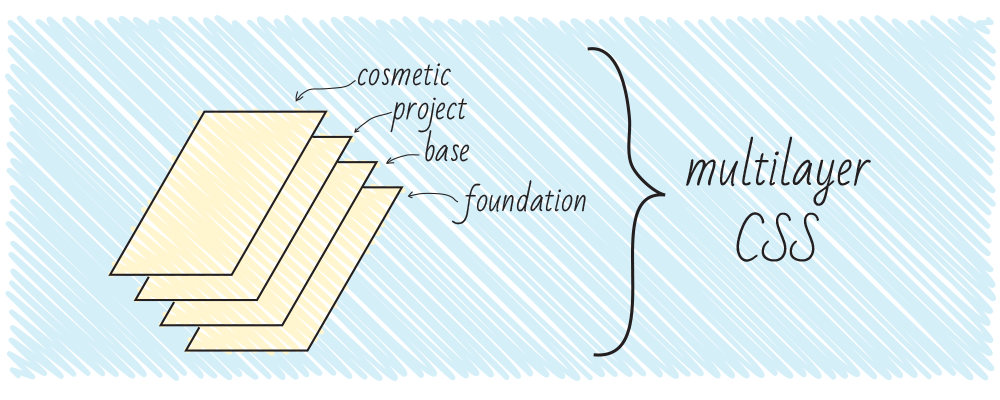 cosmetic
project
base
foundation
multilayer
CSS